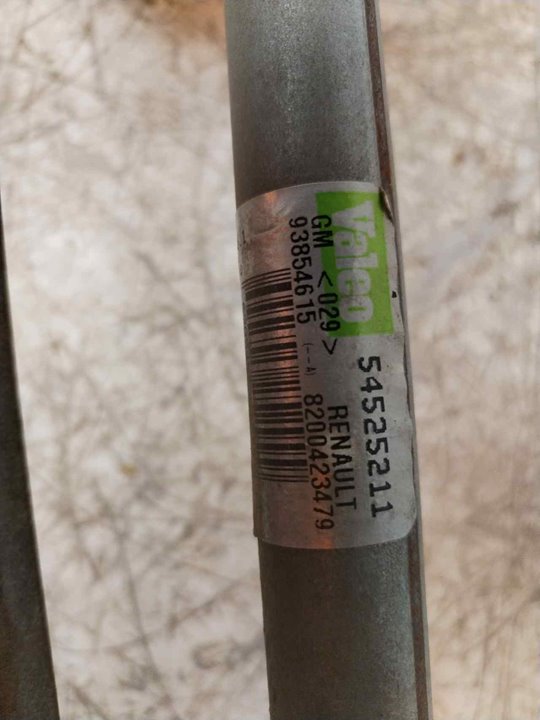 Valeo
54525211
GM <029> RENAULT
93854615 (--A) 8200423479